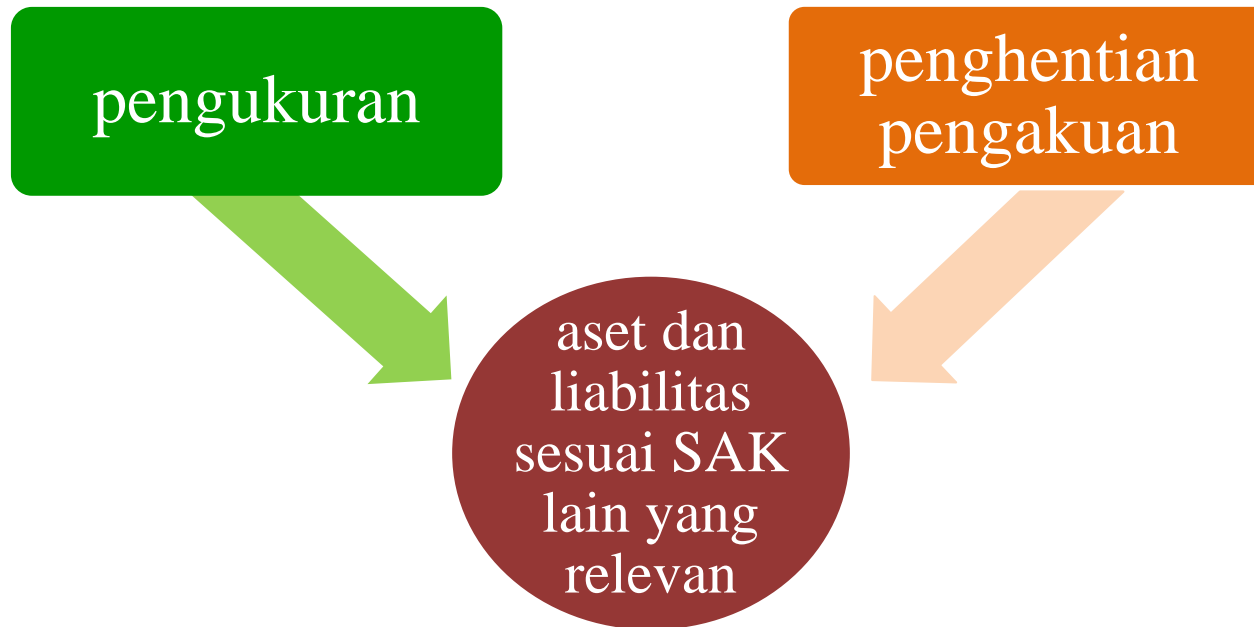 pengukuran
penghentian
pengakuan
aset dan
liabilitas
sesuai SAK
lain yang
relevan